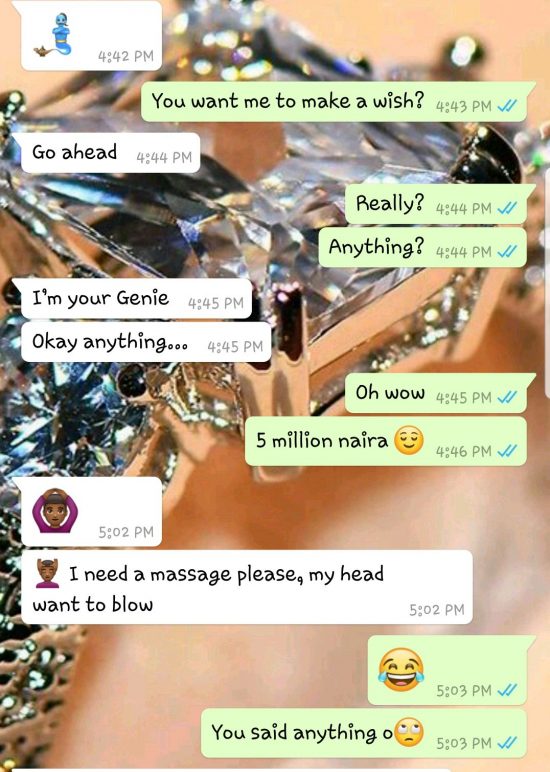 🧞‍♂️ 4:42 PM
You want me to make a wish? 4:43 PM
Go ahead 4:44 PM
Really? 4:44 PM
Anything? 4:44 PM
I'm your Genie 4:45 PM
Okay anything... 4:45 PM
Oh wow 4:45 PM
5 million naira 😌 4:46 PM
🙆🏾 5:02 PM
💆🏾 I need a massage please, my head
want to blow 5:02 PM
😂 5:03 PM
You said anything o🙄 5:03 PM